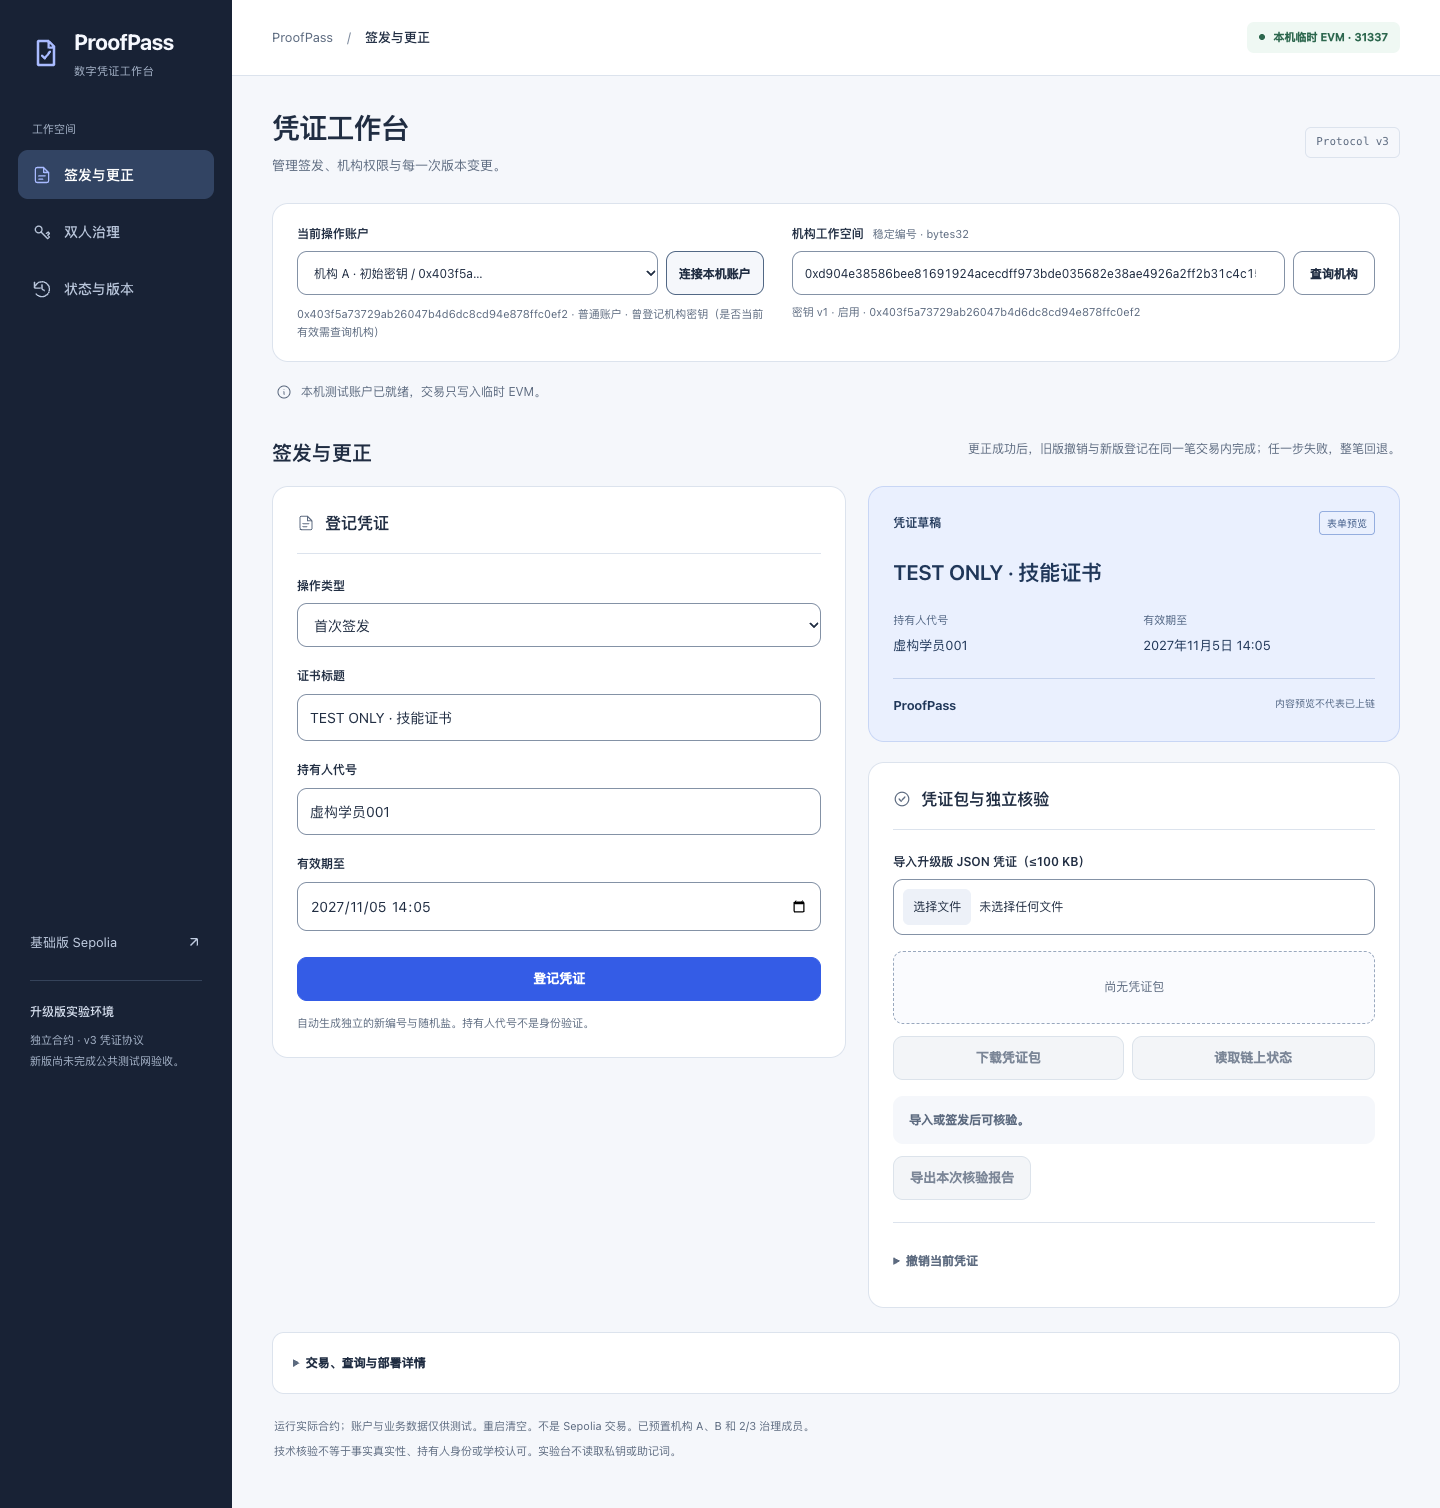 ProofPass
数字凭证工作台
工作空间
签发与更正
双人治理
状态与版本
基础版 Sepolia
升级版实验环境
独立合约 · v3 凭证协议
新版尚未完成公共测试网验收。
ProofPass / 签发与更正
本机临时 EVM · 31337
凭证工作台
管理签发、机构权限与每一次版本变更。
Protocol v3
当前操作账户
机构 A · 初始密钥 / 0x403f5a...
连接本机账户
0x403f5a73729ab26047b4d6dc8cd94e878ffc0ef2 · 普通账户 · 曾登记机构密钥（是否当前
有效需查询机构）
机构工作空间 稳定编号 · bytes32
0xd904e38586bee81691924acecdff973bde035682e38ae4926a2ff2b31c4c1
查询机构
密钥 v1 · 启用 · 0x403f5a73729ab26047b4d6dc8cd94e878ffc0ef2
本机测试账户已就绪，交易只写入临时 EVM。
签发与更正
更正成功后，旧版撤销与新版登记在同一笔交易内完成；任一步失败，整笔回退。
登记凭证
操作类型
首次签发
证书标题
TEST ONLY · 技能证书
持有人代号
虚构学员001
有效期至
2027/11/05 14:05
登记凭证
自动生成独立的新编号与随机盐。持有人代号不是身份验证。
凭证草稿
表单预览
TEST ONLY · 技能证书
持有人代号
虚构学员001
有效期至
2027年11月5日 14:05
ProofPass
内容预览不代表已上链
凭证包与独立核验
导入升级版 JSON 凭证（≤100 KB）
选择文件 未选择任何文件
尚无凭证包
下载凭证包
读取链上状态
导入或签发后可核验。
导出本次核验报告
撤销当前凭证
交易、查询与部署详情
运行实际合约；账户与业务数据仅供测试。重启清空。不是 Sepolia 交易。已预置机构 A、B 和 2/3 治理成员。
技术核验不等于事实真实性、持有人身份或学校认可。实验台不读取私钥或助记词。